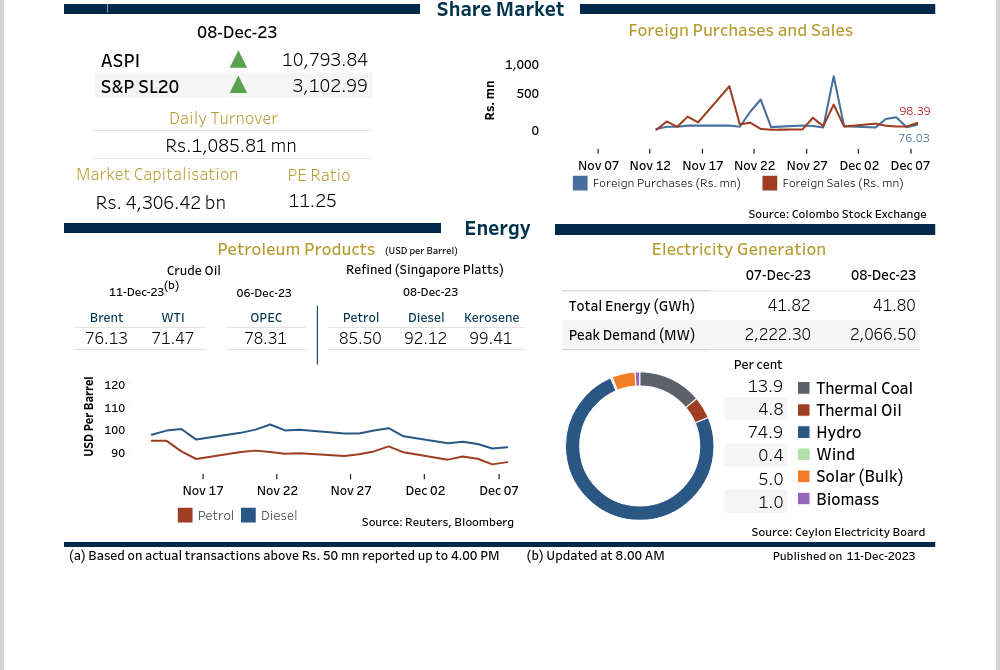 Share Market
08-Dec-23
ASPI 10,793.84
S&P SL20 3,102.99
Daily Turnover
Rs.1,085.81 mn
Market Capitalisation PE Ratio
Rs. 4,306.42 bn 11.25
Foreign Purchases and Sales
Rs. mn
1,000
500
0
98.39
76.03
Nov 07 Nov 12 Nov 17 Nov 22 Nov 27 Dec 02 Dec 07
Foreign Purchases (Rs. mn) Foreign Sales (Rs. mn)
Source: Colombo Stock Exchange
Energy
Petroleum Products (USD per Barrel)
Crude Oil Refined (Singapore Platts)
11-Dec-23(b) 06-Dec-23 08-Dec-23
Brent WTI OPEC Petrol Diesel Kerosene
76.13 71.47 78.31 85.50 92.12 99.41
USD Per Barrel
120
110
100
90
Nov 17 Nov 22 Nov 27 Dec 02 Dec 07
Petrol Diesel
Source: Reuters, Bloomberg
Electricity Generation
07-Dec-23 08-Dec-23
Total Energy (GWh) 41.82 41.80
Peak Demand (MW) 2,222.30 2,066.50
Per cent
13.9 Thermal Coal
4.8 Thermal Oil
74.9 Hydro
0.4 Wind
5.0 Solar (Bulk)
1.0 Biomass
Source: Ceylon Electricity Board
(a) Based on actual transactions above Rs. 50 mn reported up to 4.00 PM (b) Updated at 8.00 AM Published on 11-Dec-2023